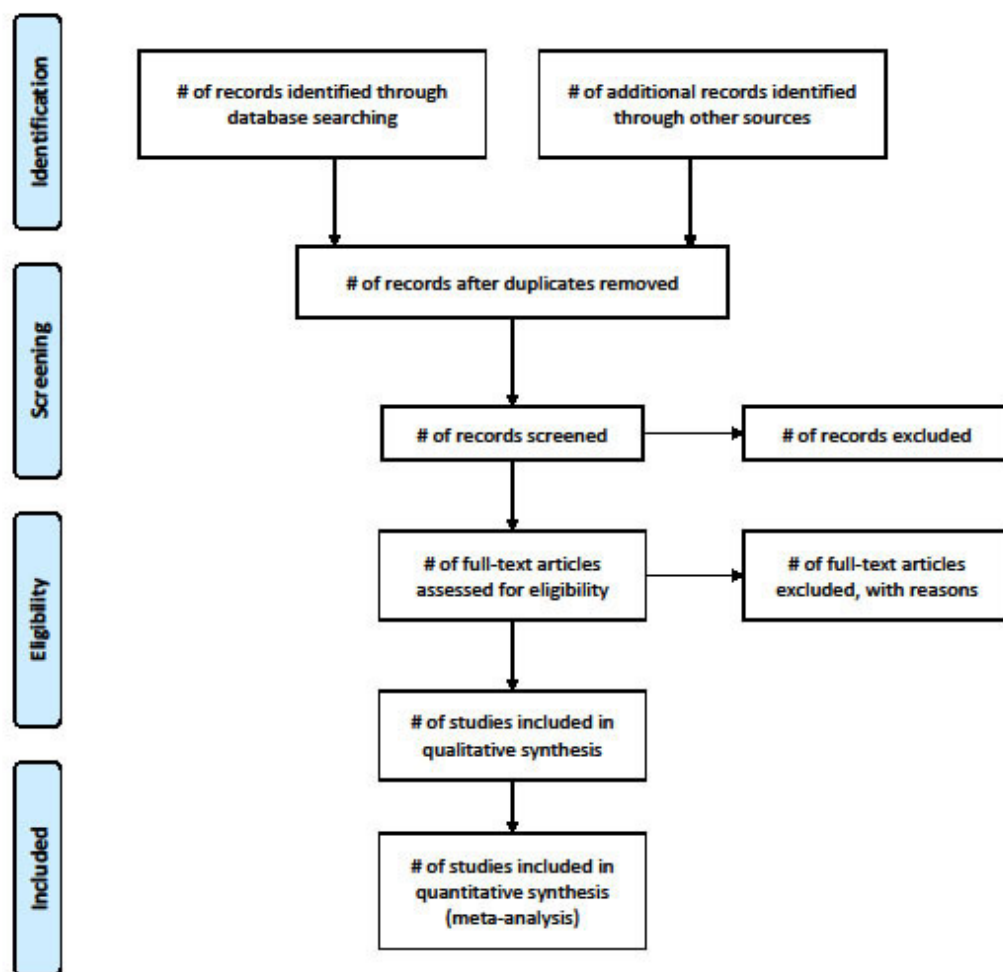 Identification
# of records identified through
database searching
# of additional records identified
through other sources
# of records after duplicates removed
Screening
# of records screened
# of records excluded
Eligibility
# of full-text articles
assessed for eligibility
# of full-text articles
excluded, with reasons
# of studies included in
qualitative synthesis
Included
# of studies included in
quantitative synthesis
(meta-analysis)